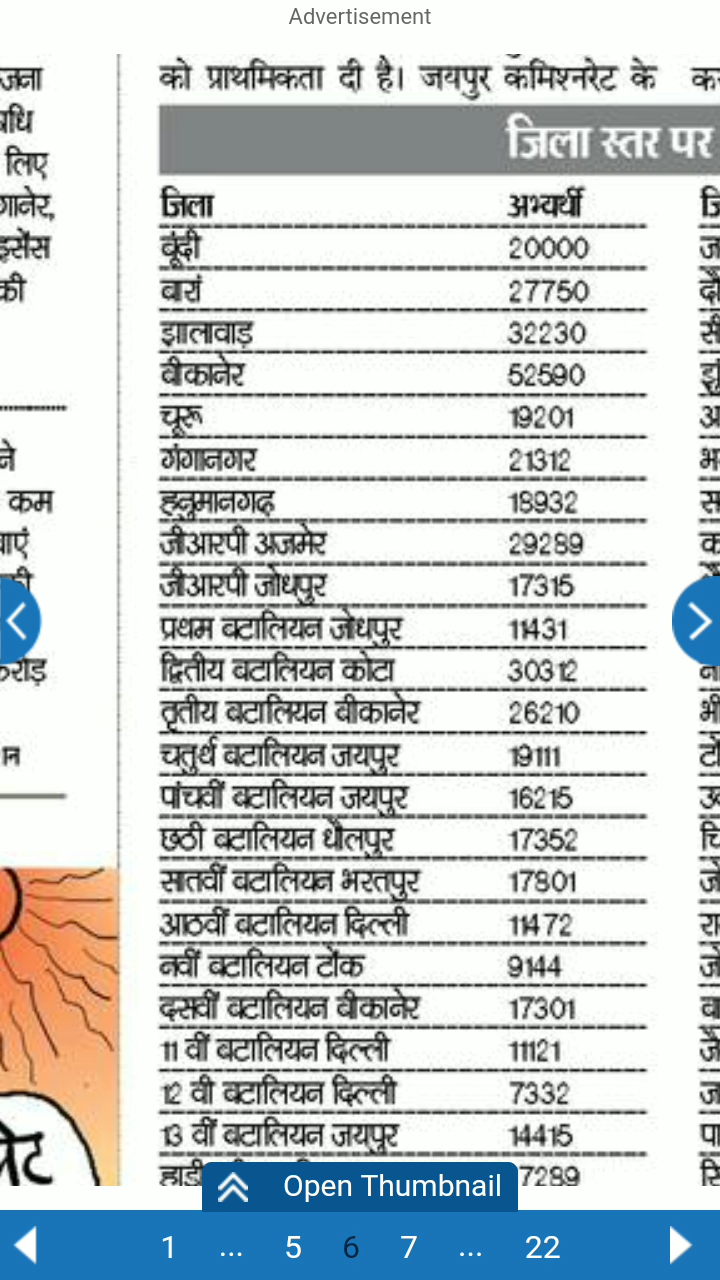 Advertisement
जना
लिए
गानेर,
इसेंस
की
ने
कम
को प्राथमिकता दी है। जयपुर कमिश्नरेट के
जिला स्तर पर
जिला अभ्यर्थी
बूंदी 20000
बारां 27750
झालावाड़ 32230
बीकानेर 52590
चूरू 19201
गंगानगर 21312
हनुमानगढ़ 18932
जीआरपी अजमेर 29289
जीआरपी जोधपुर 17315
प्रथम बटालियन जोधपुर 11431
द्वितीय बटालियन कोटा 30312
तृतीय बटालियन बीकानेर 26210
चतुर्थ बटालियन जयपुर 19111
पांचवीं बटालियन जयपुर 16215
छठी बटालियन धौलपुर 17352
सातवीं बटालियन भरतपुर 17801
आठवीं बटालियन दिल्ली 11472
नवीं बटालियन टोंक 9144
दसवीं बटालियन बीकानेर 17301
11 वीं बटालियन दिल्ली 11121
12 वी बटालियन दिल्ली 7332
13 वीं बटालियन जयपुर 14415
7289
Open Thumbnail
1 ... 5 6 7 ... 22